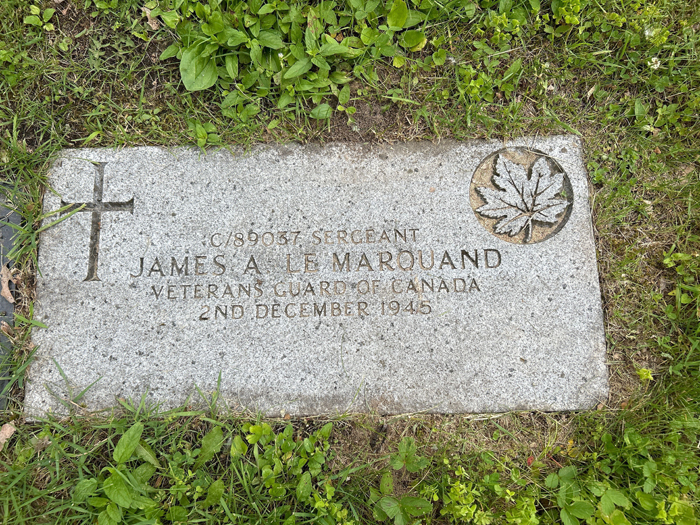 C/89037 SERGEANT
JAMES A. LE MARQUAND
VETERANS GUARD OF CANADA
2ND DECEMBER 1945